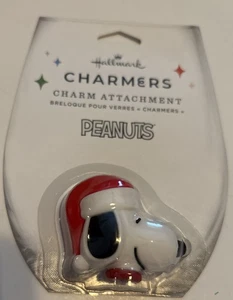 Hallmark
CHARMERS
CHARM ATTACHMENT
BRELOQUE POUR VERRES « CHARMERS »
PEANUTS